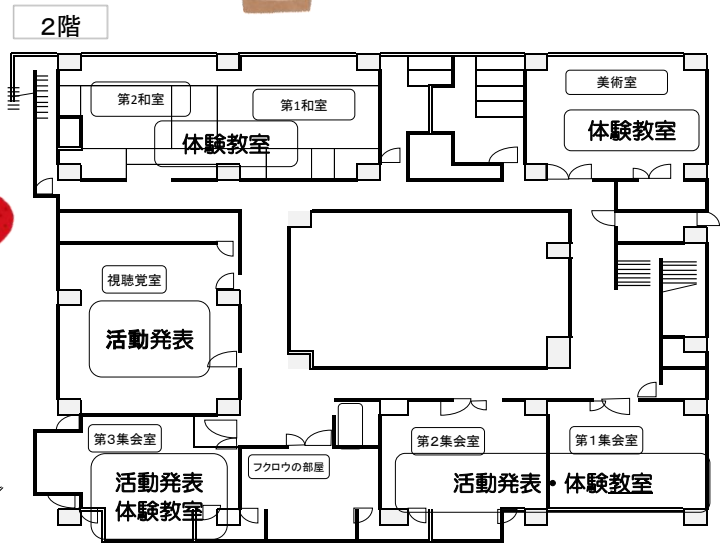 ２階
第2和室
第1和室
体験教室
美術室
体験教室
視聴覚室
活動発表
第3集会室
活動発表
体験教室
フクロウの部屋
第2集会室
第1集会室
活動発表・体験教室